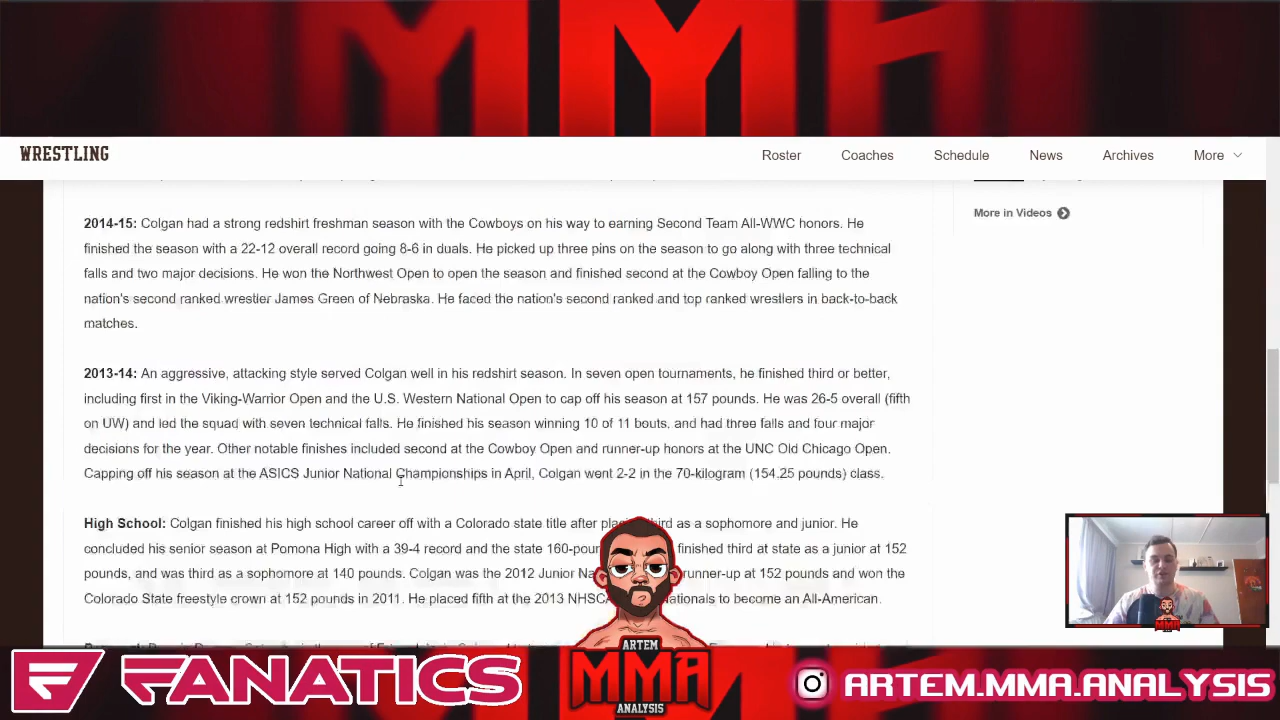 MMA
WRESTLING
Roster
Coaches
Schedule
News
Archives
More
More in Videos
2014-15: Colgan had a strong redshirt freshman season with the Cowboys on his way to earning Second Team All-WWC honors. He
finished the season with a 22-12 overall record going 8-6 in duals. He picked up three pins on the season to go along with three technical
falls and two major decisions. He won the Northwest Open to open the season and finished second at the Cowboy Open falling to the
nation's second ranked wrestler James Green of Nebraska. He faced the nation's second ranked and top ranked wrestlers in back-to-back
matches.
2013-14: An aggressive, attacking style served Colgan well in his redshirt season. In seven open tournaments, he finished third or better,
including first in the Viking-Warrior Open and the U.S. Western National Open to cap off his season at 157 pounds. He was 26-5 overall (fifth
on UW) and led the squad with seven technical falls. He finished his season winning 10 of 11 bouts, and had three falls and four major
decisions for the year. Other notable finishes included second at the Cowboy Open and runner-up honors at the UNC Old Chicago Open.
Capping off his season at the ASICS Junior National Championships in April, Colgan went 2-2 in the 70-kilogram (154.25 pounds) class.
High School: Colgan finished his high school career off with a Colorado state title after third as a sophomore and junior. He
concluded his senior season at Pomona High with a 39-4 record and the state finished third at state as a junior at 152
pounds, and was third as a sophomore at 140 pounds. Colgan was the 2012 Junior runner-up at 152 pounds and won the
Colorado State freestyle crown at 152 pounds in 2011. He placed fifth at the 2013 to become an All-American.
FANATICS
ARTEM
MMA
ANALYSIS
ARTEM.MMA.ANALYSIS